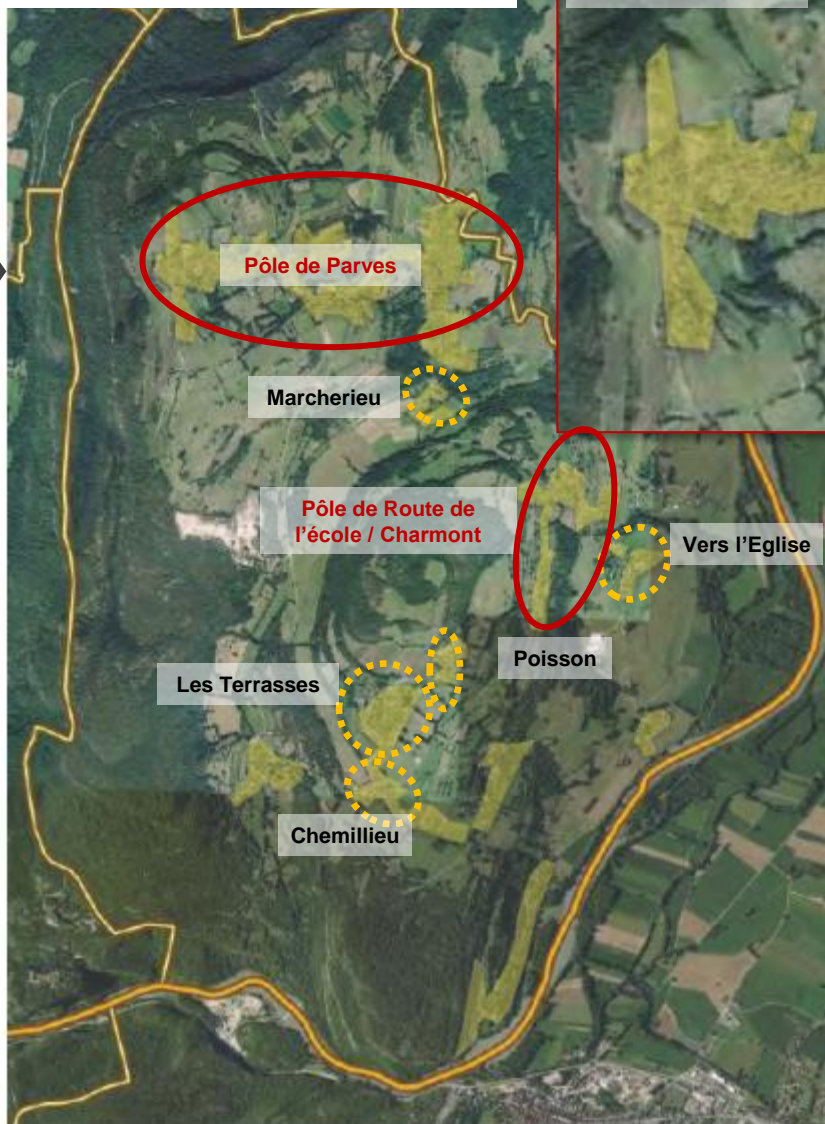 Pôle de Parves
Marcherieu
Pôle de Route de
l’école / Charmont
Vers l’Eglise
Poisson
Les Terrasses
Chemillieu